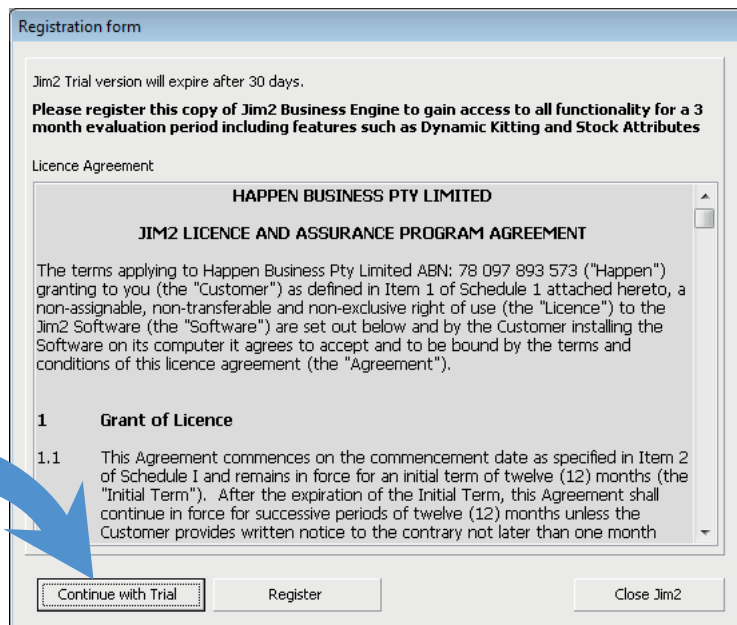 Registration form
Jim2 Trial version will expire after 30 days.
Please register this copy of Jim2 Business Engine to gain access to all functionality for a 3
month evaluation period including features such as Dynamic Kitting and Stock Attributes
Licence Agreement
HAPPEN BUSINESS PTY LIMITED
JIM2 LICENCE AND ASSURANCE PROGRAM AGREEMENT
The terms applying to Happen Business Pty Limited ABN: 78 097 893 573 ("Happen")
granting to you (the "Customer") as defined in Item 1 of Schedule 1 attached hereto, a
non-assignable, non-transferable and non-exclusive right of use (the "Licence") to the
Jim2 Software (the "Software") are set out below and by the Customer installing the
Software on its computer it agrees to accept and to be bound by the terms and
conditions of this licence agreement (the "Agreement").
1 Grant of Licence
1.1 This Agreement commences on the commencement date as specified in Item 2
of Schedule I and remains in force for an initial term of twelve (12) months (the
"Initial Term"). After the expiration of the Initial Term, this Agreement shall
continue in force for successive periods of twelve (12) months unless the
Customer provides written notice to the contrary not later than one month
Continue with Trial Register Close Jim2